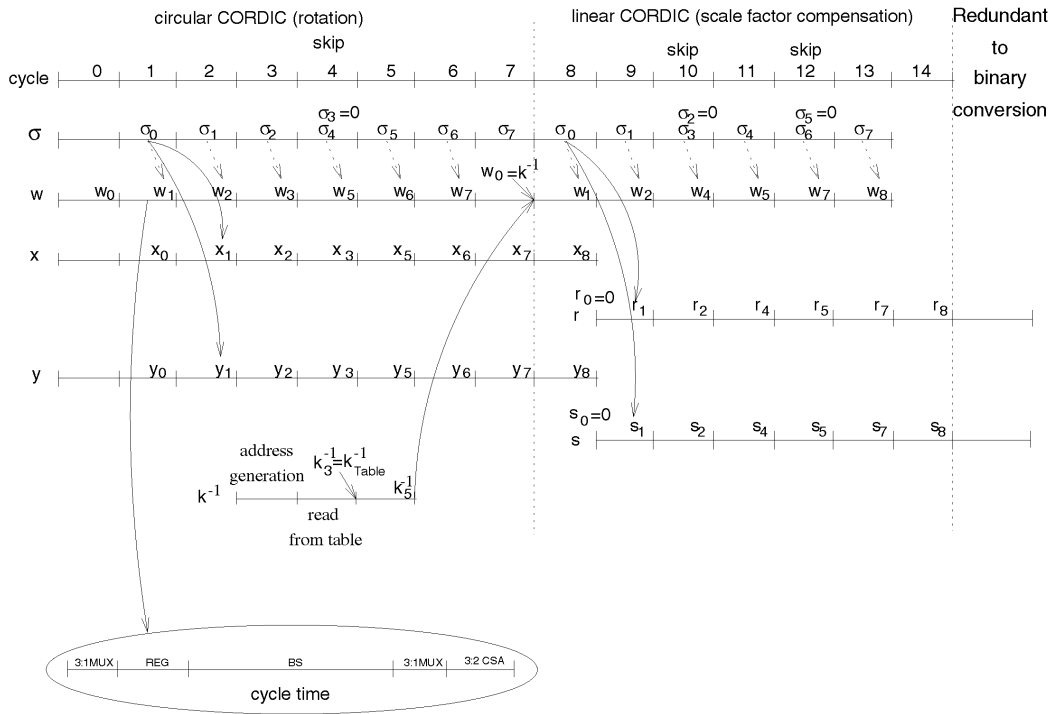 circular CORDIC (rotation)
linear CORDIC (scale factor compensation)
Redundant
to
binary
conversion
skip
skip skip
cycle 0 1 2 3 4 5 6 7 8 9 10 11 12 13 14
σ3=0 σ2=0 σ5=0
σ σ0 σ1 σ2 σ4 σ5 σ6 σ7 σ0 σ1 σ3 σ4 σ6 σ7
w0=k-1
w w0 w1 w2 w3 w5 w6 w7 w1 w2 w4 w5 w7 w8
x x0 x1 x2 x3 x5 x6 x7 x8
r0=0
r r1 r2 r4 r5 r7 r8
y y0 y1 y2 y3 y5 y6 y7 y8
s0=0
s s1 s2 s4 s5 s7 s8
address
generation
k3-1=k-1Table
k-1 k5-1
read
from table
3:1MUX REG BS 3:1MUX 3:2 CSA
cycle time